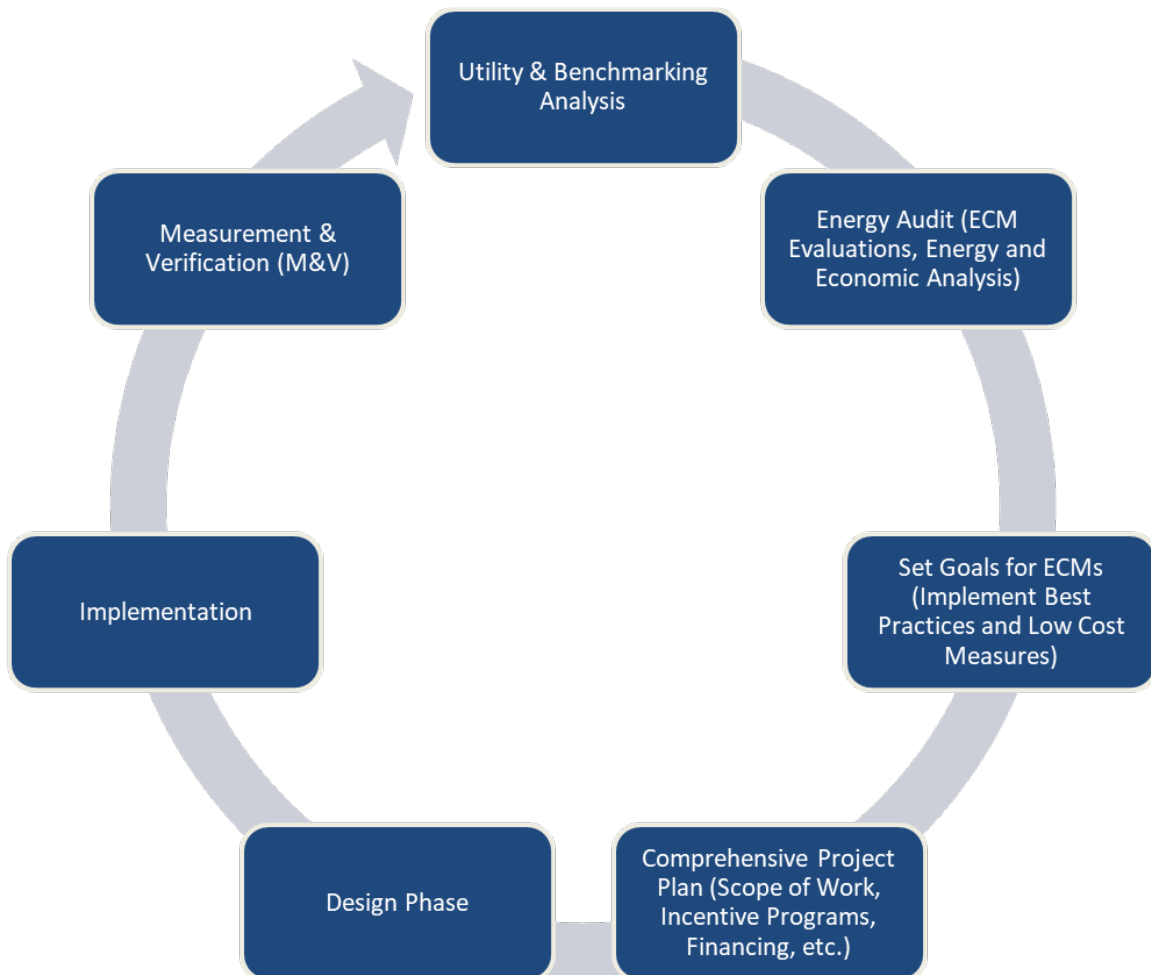 Utility & Benchmarking
Analysis
Energy Audit (ECM
Evaluations, Energy and
Economic Analysis)
Set Goals for ECMs
(Implement Best
Practices and Low Cost
Measures)
Comprehensive Project
Plan (Scope of Work,
Incentive Programs,
Financing, etc.)
Design Phase
Implementation
Measurement &
Verification (M&V)